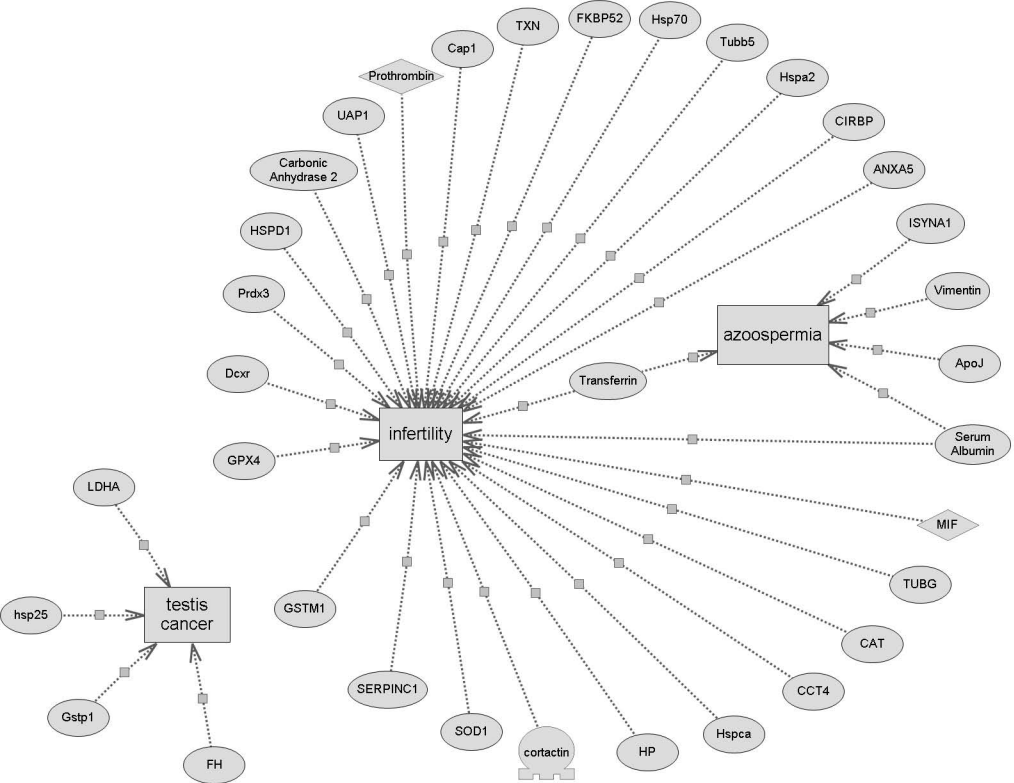 FKBP52
Hsp70
TXN
Tubb5
Cap1
Prothrombin
Hspa2
UAP1
CIRBP
Carbonic
Anhydrase 2
ANXA5
HSPD1
ISYNA1
Prdx3
Vimentin
azoospermia
Dcxr
Transferrin
ApoJ
infertility
GPX4
Serum
Albumin
LDHA
MIF
TUBG
hsp25
testis
cancer
GSTM1
CAT
SERPINC1
CCT4
Gstp1
SOD1
Hspca
cortactin
HP
FH